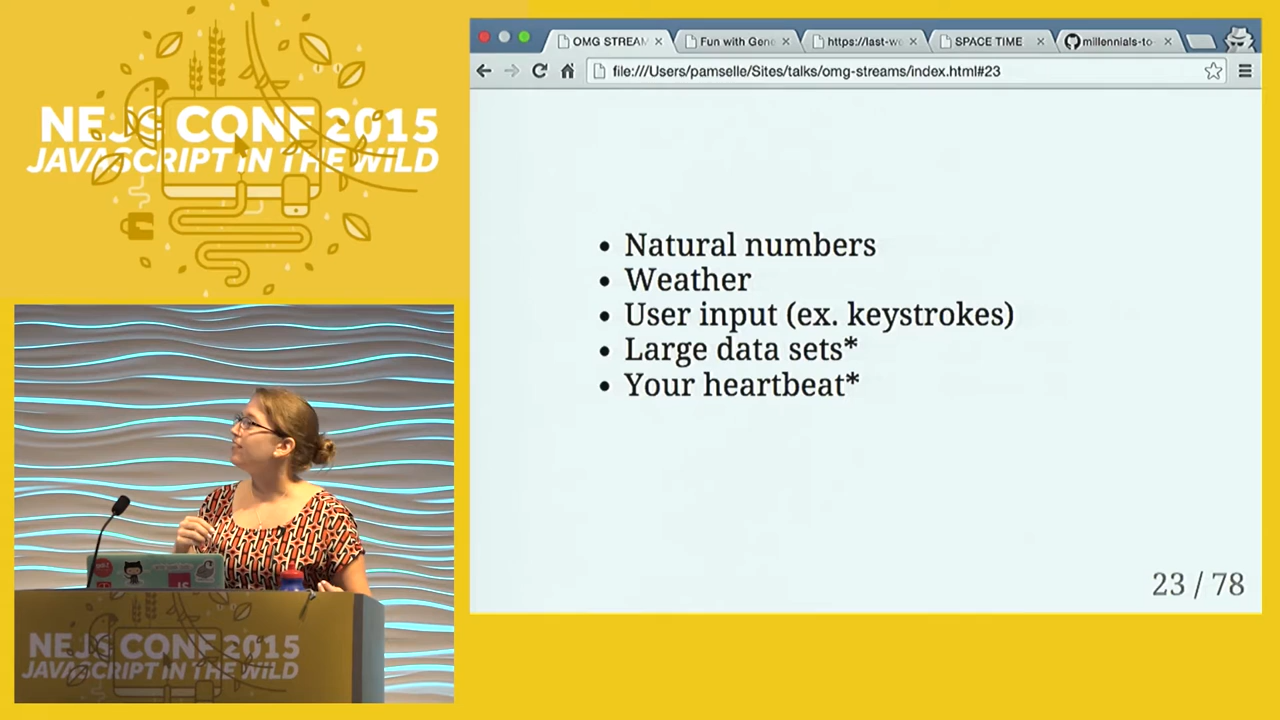 NEJS CONF 2015
JAVASCRIPT IN THE WILD
OMG STREAM
Fun with Gene
https://last-wo
SPACE TIME
millennials-to-
file:///Users/pamselle/Sites/talks/omg-streams/index.html#23
• Natural numbers
• Weather
• User input (ex. keystrokes)
• Large data sets*
• Your heartbeat*
23 / 78
JS
NEJS CONF 2015
JAVASCRIPT IN THE WILD